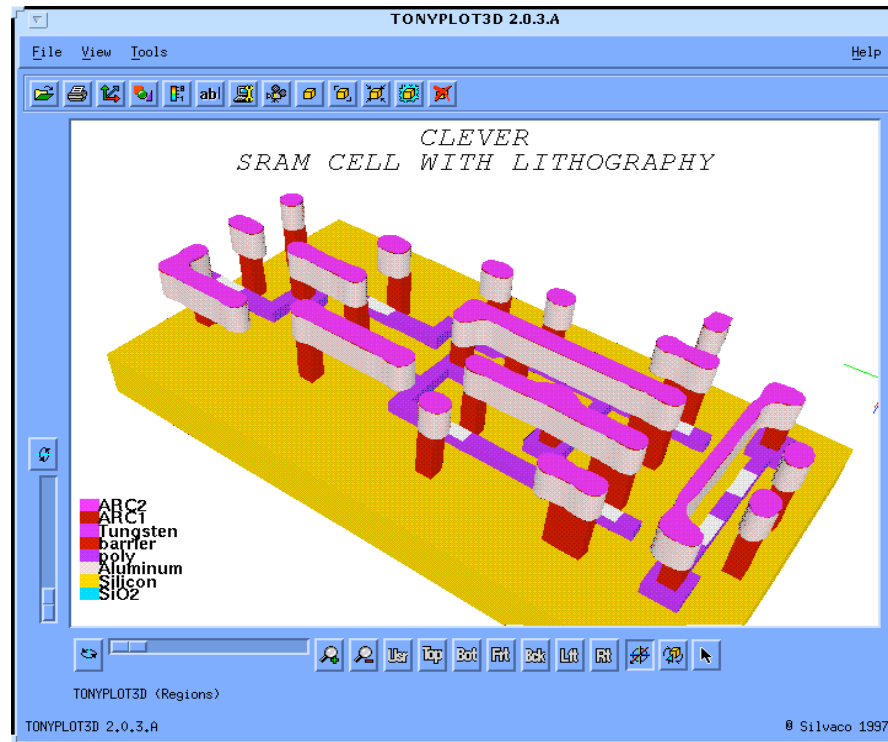 TONYPLOT3D 2.0.3.A
File View Tools Help
abl
CLEVER
SRAM CELL WITH LITHOGRAPHY
ARC2
ARC1
Tungsten
barrier
poly
Aluminum
Silicon
SiO2
Usr Top Bot Frt Bck Lft Rt
TONYPLOT3D (Regions)
TONYPLOT3D 2.0.3.A © Silvaco 1997